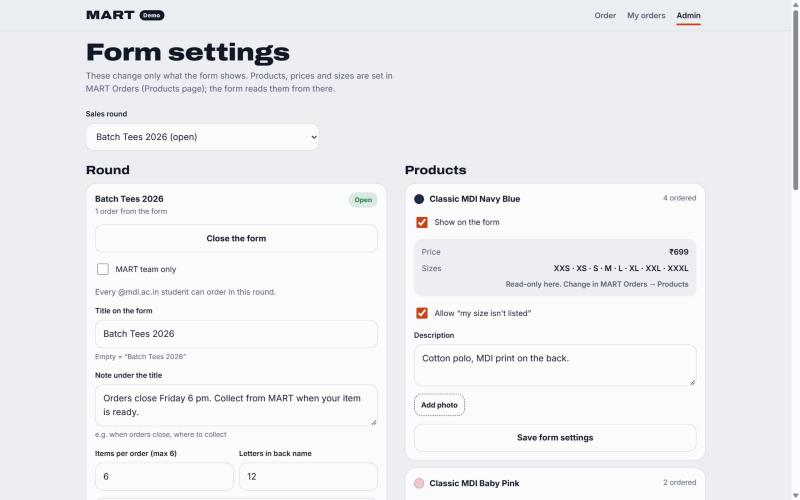 MART Demo
Order My orders Admin
Form settings
These change only what the form shows. Products, prices and sizes are set in
MART Orders (Products page); the form reads them from there.
Sales round
Batch Tees 2026 (open)
Round
Batch Tees 2026 Open
1 order from the form
Close the form
MART team only
Every @mdi.ac.in student can order in this round.
Title on the form
Batch Tees 2026
Empty = “Batch Tees 2026”
Note under the title
Orders close Friday 6 pm. Collect from MART when your item
is ready.
e.g. when orders close, where to collect
Items per order (max 6) Letters in back name
6 12
Products
Classic MDI Navy Blue 4 ordered
Show on the form
Price ₹699
Sizes XXS · XS · S · M · L · XL · XXL · XXXL
Read-only here. Change in MART Orders → Products
Allow “my size isn't listed”
Description
Cotton polo, MDI print on the back.
Add photo
Save form settings
Classic MDI Baby Pink 2 ordered